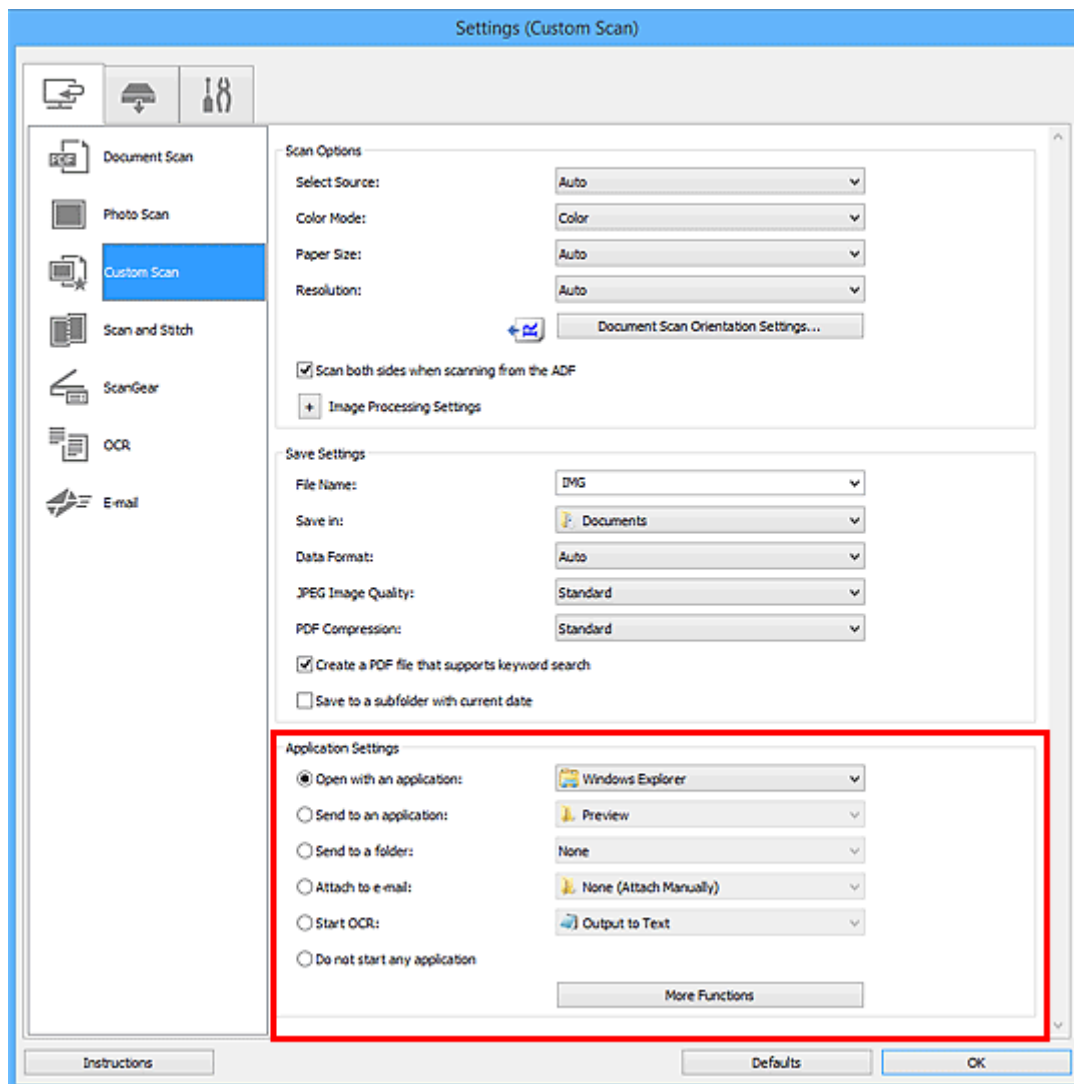 Settings (Custom Scan)
Document Scan
Photo Scan
Custom Scan
Scan and Stitch
ScanGear
OCR
E-mail
Scan Options
Select Source: Auto
Color Mode: Color
Paper Size: Auto
Resolution: Auto
Document Scan Orientation Settings...
Scan both sides when scanning from the ADF
+ Image Processing Settings
Save Settings
File Name: IMG
Save in: Documents
Data Format: Auto
JPEG Image Quality: Standard
PDF Compression: Standard
Create a PDF file that supports keyword search
Save to a subfolder with current date
Application Settings
Open with an application: Windows Explorer
Send to an application: Preview
Send to a folder: None
Attach to e-mail: None (Attach Manually)
Start OCR: Output to Text
Do not start any application
More Functions
Instructions Defaults OK